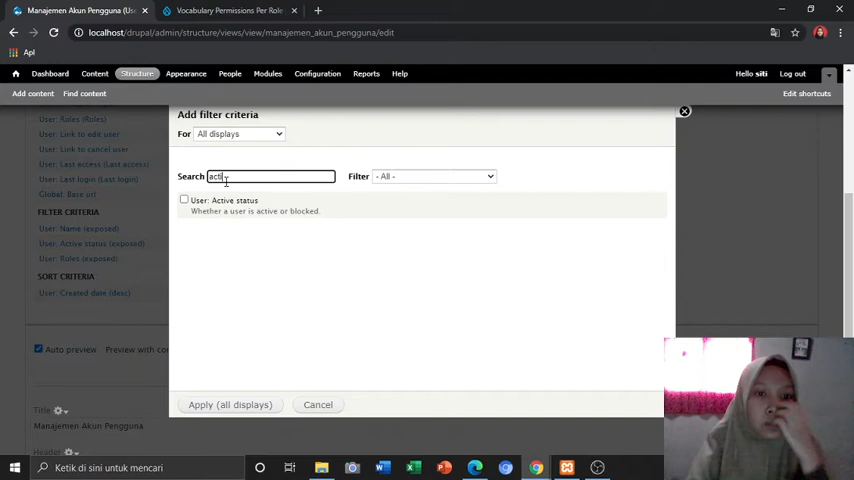 Manajemen Akun Pengguna (Use
Vocabulary Permissions Per Role
localhost/drupal/admin/structure/views/view/manajemen_akun_pengguna/edit
Apl
Dashboard Content Structure Appearance People Modules Configuration Reports Help
Hello siti Log out
Add content Find content
Edit shortcuts
Add filter criteria
For All displays
Search acti
Filter - All -
User: Active status
Whether a user is active or blocked.
User: Roles (Roles)
User: Link to edit user
User: Link to cancel user
User: Last access (Last access)
User: Last login (Last login)
Global: Base url
FILTER CRITERIA
User: Name (exposed)
User: Active status (exposed)
User: Roles (exposed)
SORT CRITERIA
User: Created date (desc)
Auto preview Preview with con
Apply (all displays) Cancel
Title
Manajemen Akun Pengguna
Header
Ketik di sini untuk mencari